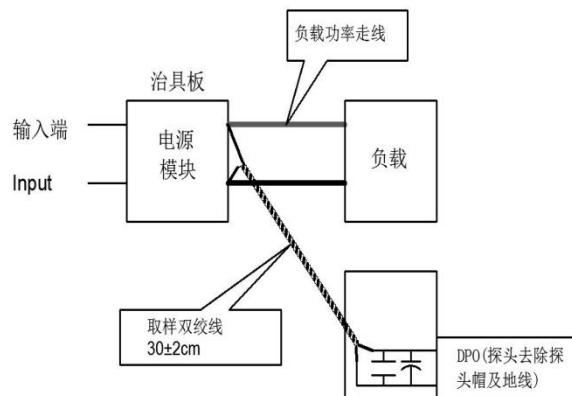 负载功率走线
治具板
输入端
电源
模块
负载
Input
取样双绞线
30±2cm
DPO(探头去除探
头帽及地线)